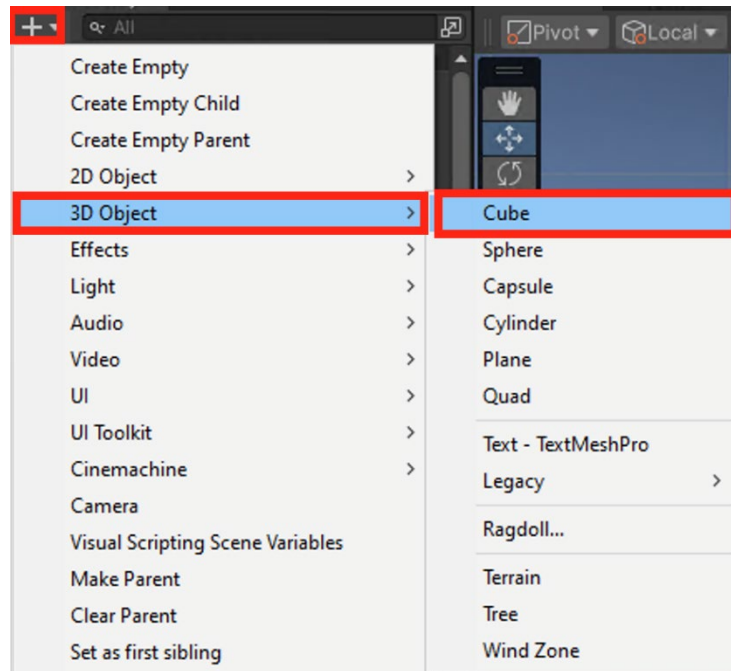 All
Pivot
Local
Create Empty
Create Empty Child
Create Empty Parent
2D Object
3D Object
Effects
Light
Audio
Video
UI
UI Toolkit
Cinemachine
Camera
Visual Scripting Scene Variables
Make Parent
Clear Parent
Set as first sibling
Cube
Sphere
Capsule
Cylinder
Plane
Quad
Text - TextMeshPro
Legacy
Ragdoll...
Terrain
Tree
Wind Zone